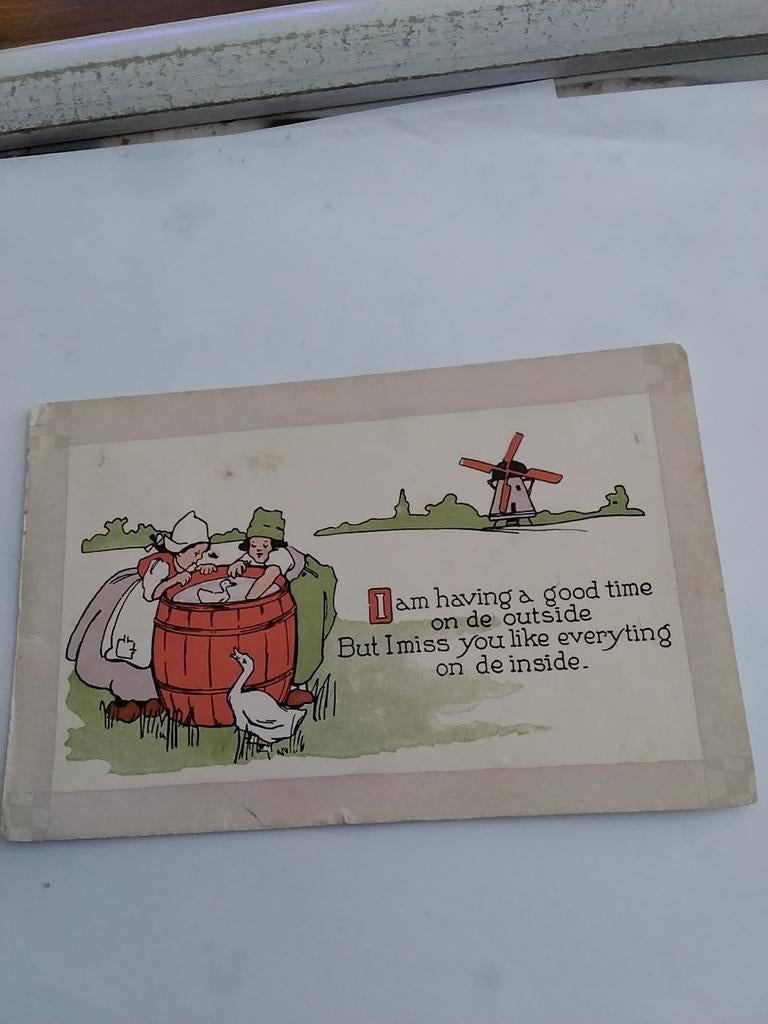 I am having a good time
on de outside
But I miss you like everyting
on de inside.